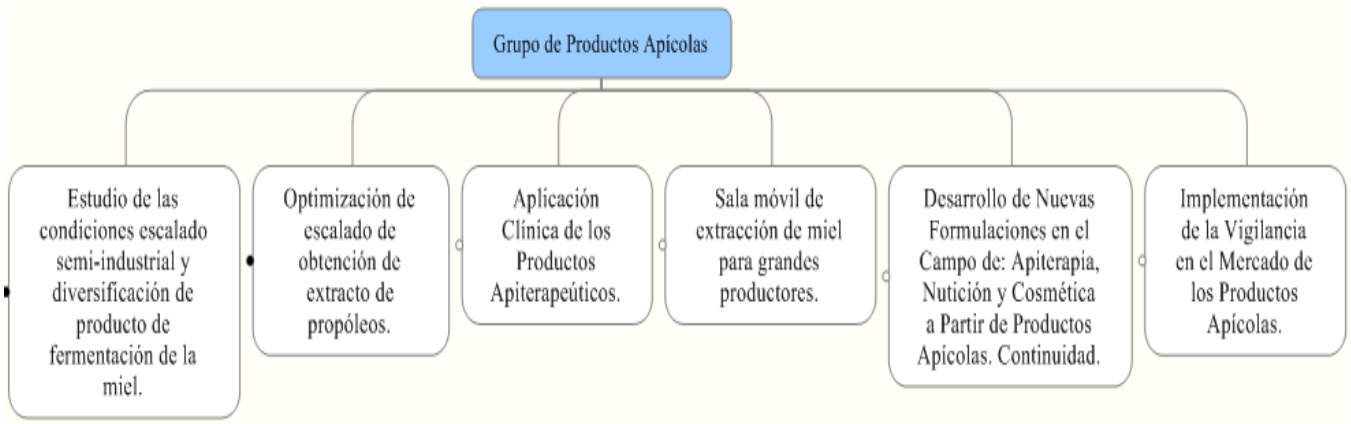 Grupo de Productos Apícolas
Estudio de las
condiciones escalado
semi-industrial y
diversificación de
producto de
fermentación de la
miel.
Optimización de
escalado de
obtención de
extracto de
propóleos.
Aplicación
Clínica de los
Productos
Apiterapeúticos.
Sala móvil de
extracción de miel
para grandes
productores.
Desarrollo de Nuevas
Formulaciones en el
Campo de: Apiterapia,
Nutición y Cosmética
a Partir de Productos
Apícolas. Continuidad.
Implementación
de la Vigilancia
en el Mercado de
los Productos
Apícolas.